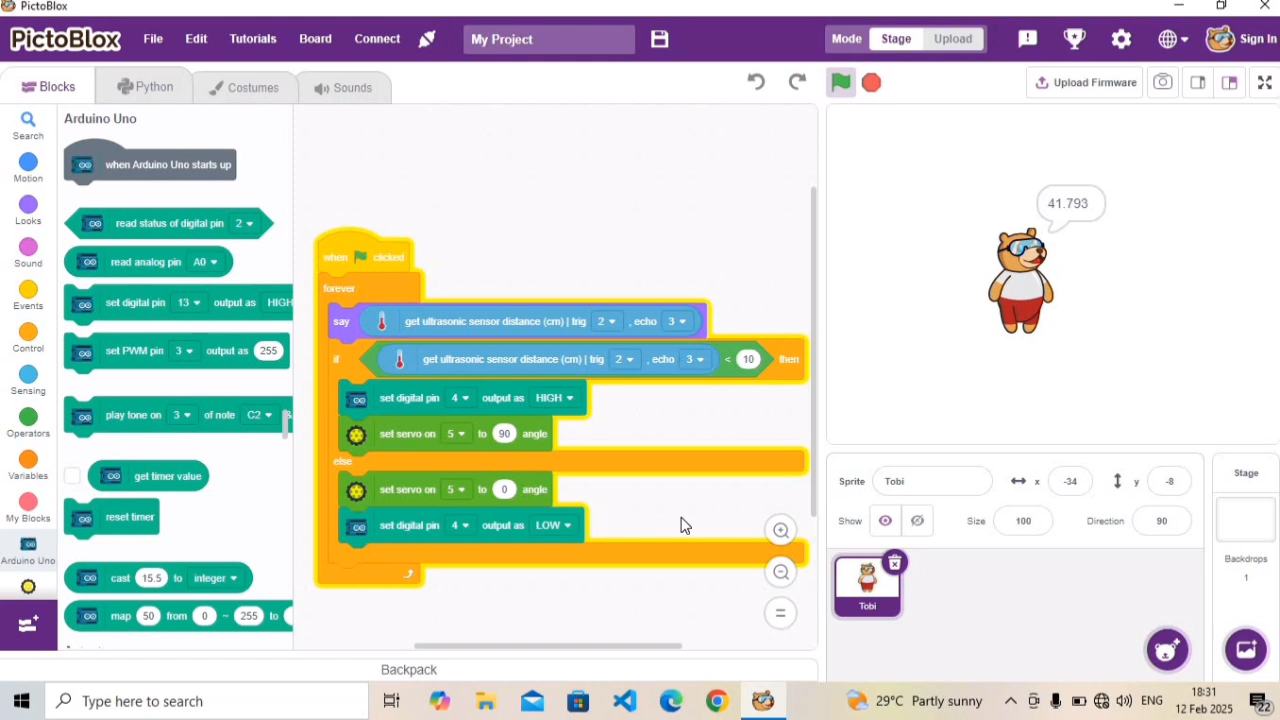 PictoBlox
PictoBlox File Edit Tutorials Board Connect My Project Mode Stage Upload Sign In
Blocks Python Costumes Sounds Upload Firmware
Arduino Uno
Search
Motion
Looks
Sound
Events
Control
Sensing
Operators
Variables
My Blocks
Arduino Uno
when Arduino Uno starts up
read status of digital pin 2
read analog pin A0
set digital pin 13 output as HIGH
set PWM pin 3 output as 255
play tone on 3 of note C2 &
get timer value
reset timer
cast 15.5 to integer
map 50 from 0 ~ 255 to
when clicked
forever
say get ultrasonic sensor distance (cm) | trig 2 , echo 3
if get ultrasonic sensor distance (cm) | trig 2 , echo 3 < 10 then
set digital pin 4 output as HIGH
set servo on 5 to 90 angle
else
set servo on 5 to 0 angle
set digital pin 4 output as LOW
41.793
Sprite Tobi x -34 y -8
Show Size 100 Direction 90
Tobi
Stage
Backdrops
1
Backpack
Type here to search 29°C Partly sunny ENG 18:31
12 Feb 2025 22